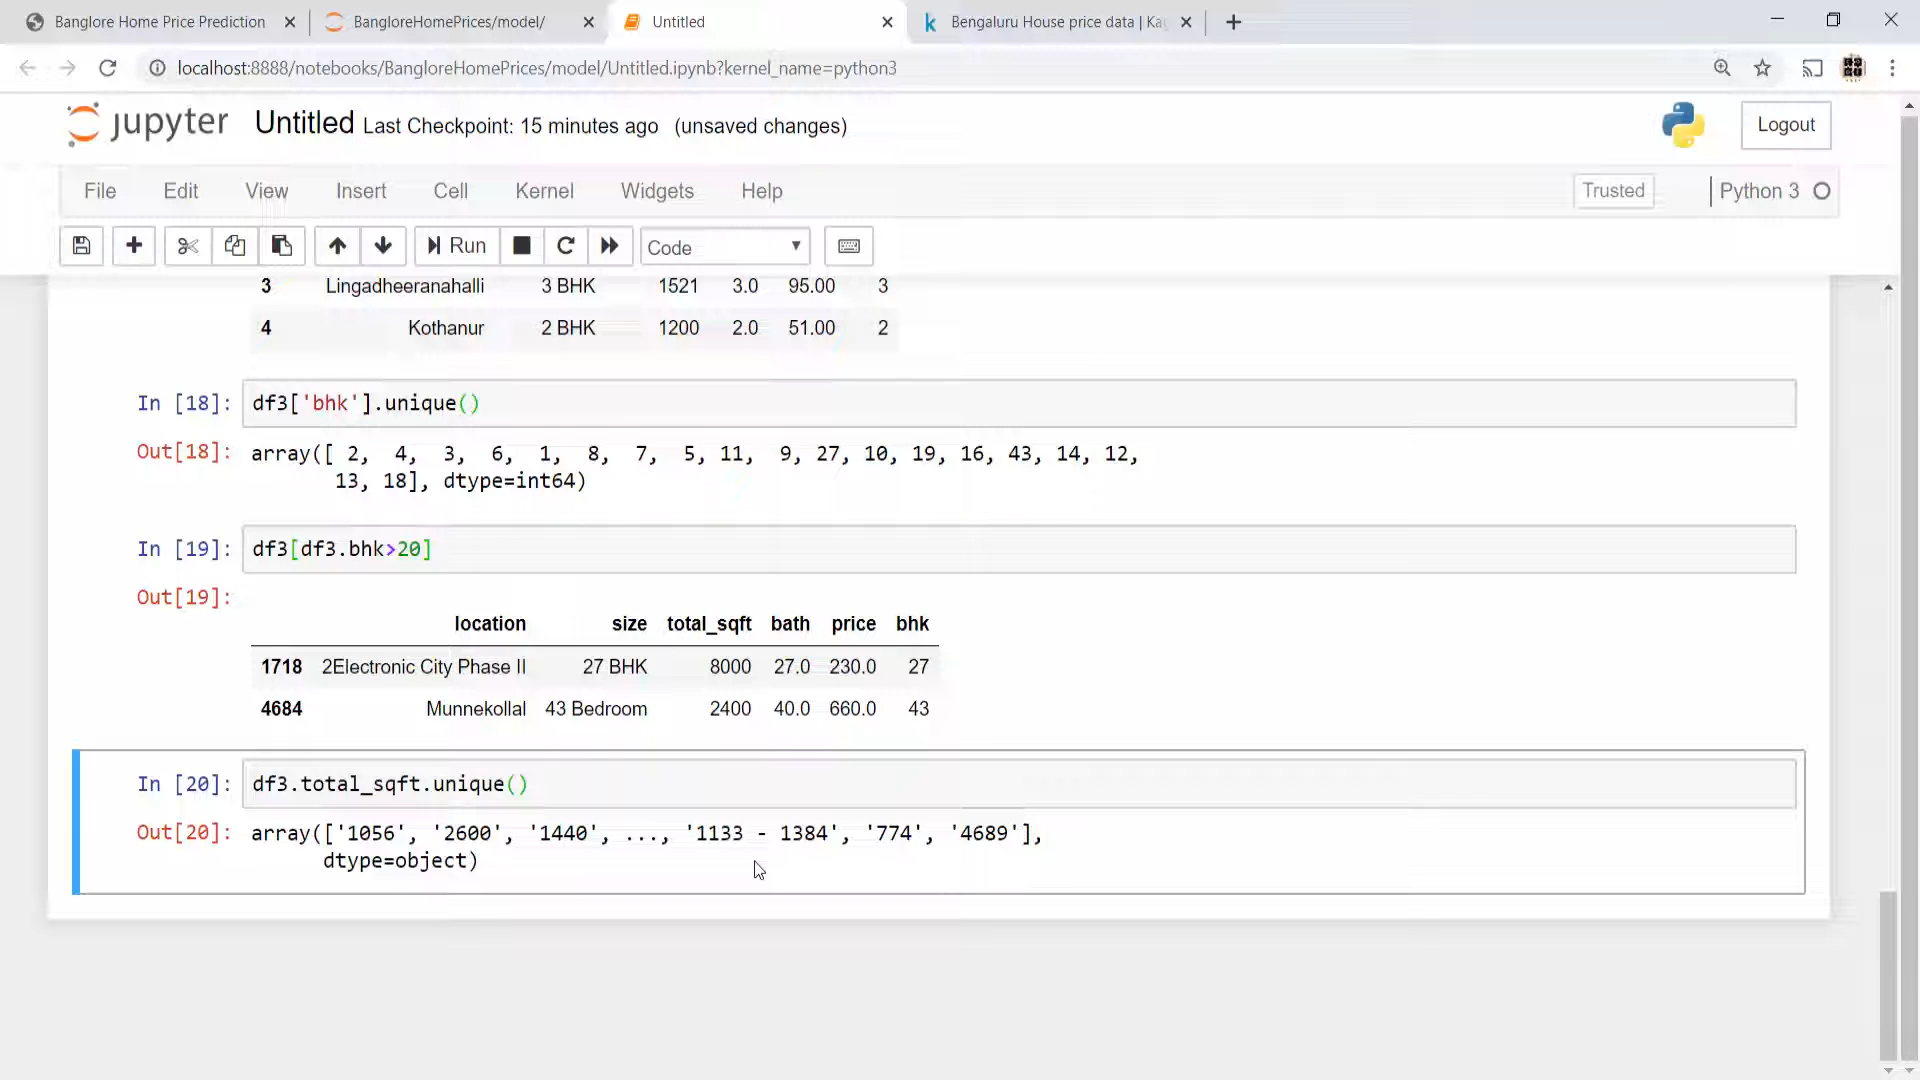 Banglore Home Price Prediction
BangloreHomePrices/model/
Untitled
Bengaluru House price data | Ka
localhost:8888/notebooks/BangloreHomePrices/model/Untitled.ipynb?kernel_name=python3
jupyter Untitled Last Checkpoint: 15 minutes ago (unsaved changes)
Logout
File Edit View Insert Cell Kernel Widgets Help
Trusted
Python 3
Run
Code
3 Lingadheeranahalli 3 BHK 1521 3.0 95.00 3
4 Kothanur 2 BHK 1200 2.0 51.00 2
In [18]: df3['bhk'].unique()
Out[18]: array([ 2, 4, 3, 6, 1, 8, 7, 5, 11, 9, 27, 10, 19, 16, 43, 14, 12,
13, 18], dtype=int64)
In [19]: df3[df3.bhk>20]
Out[19]:
location size total_sqft bath price bhk
1718 2Electronic City Phase II 27 BHK 8000 27.0 230.0 27
4684 Munnekollal 43 Bedroom 2400 40.0 660.0 43
In [20]: df3.total_sqft.unique()
Out[20]: array(['1056', '2600', '1440', ..., '1133 - 1384', '774', '4689'],
dtype=object)